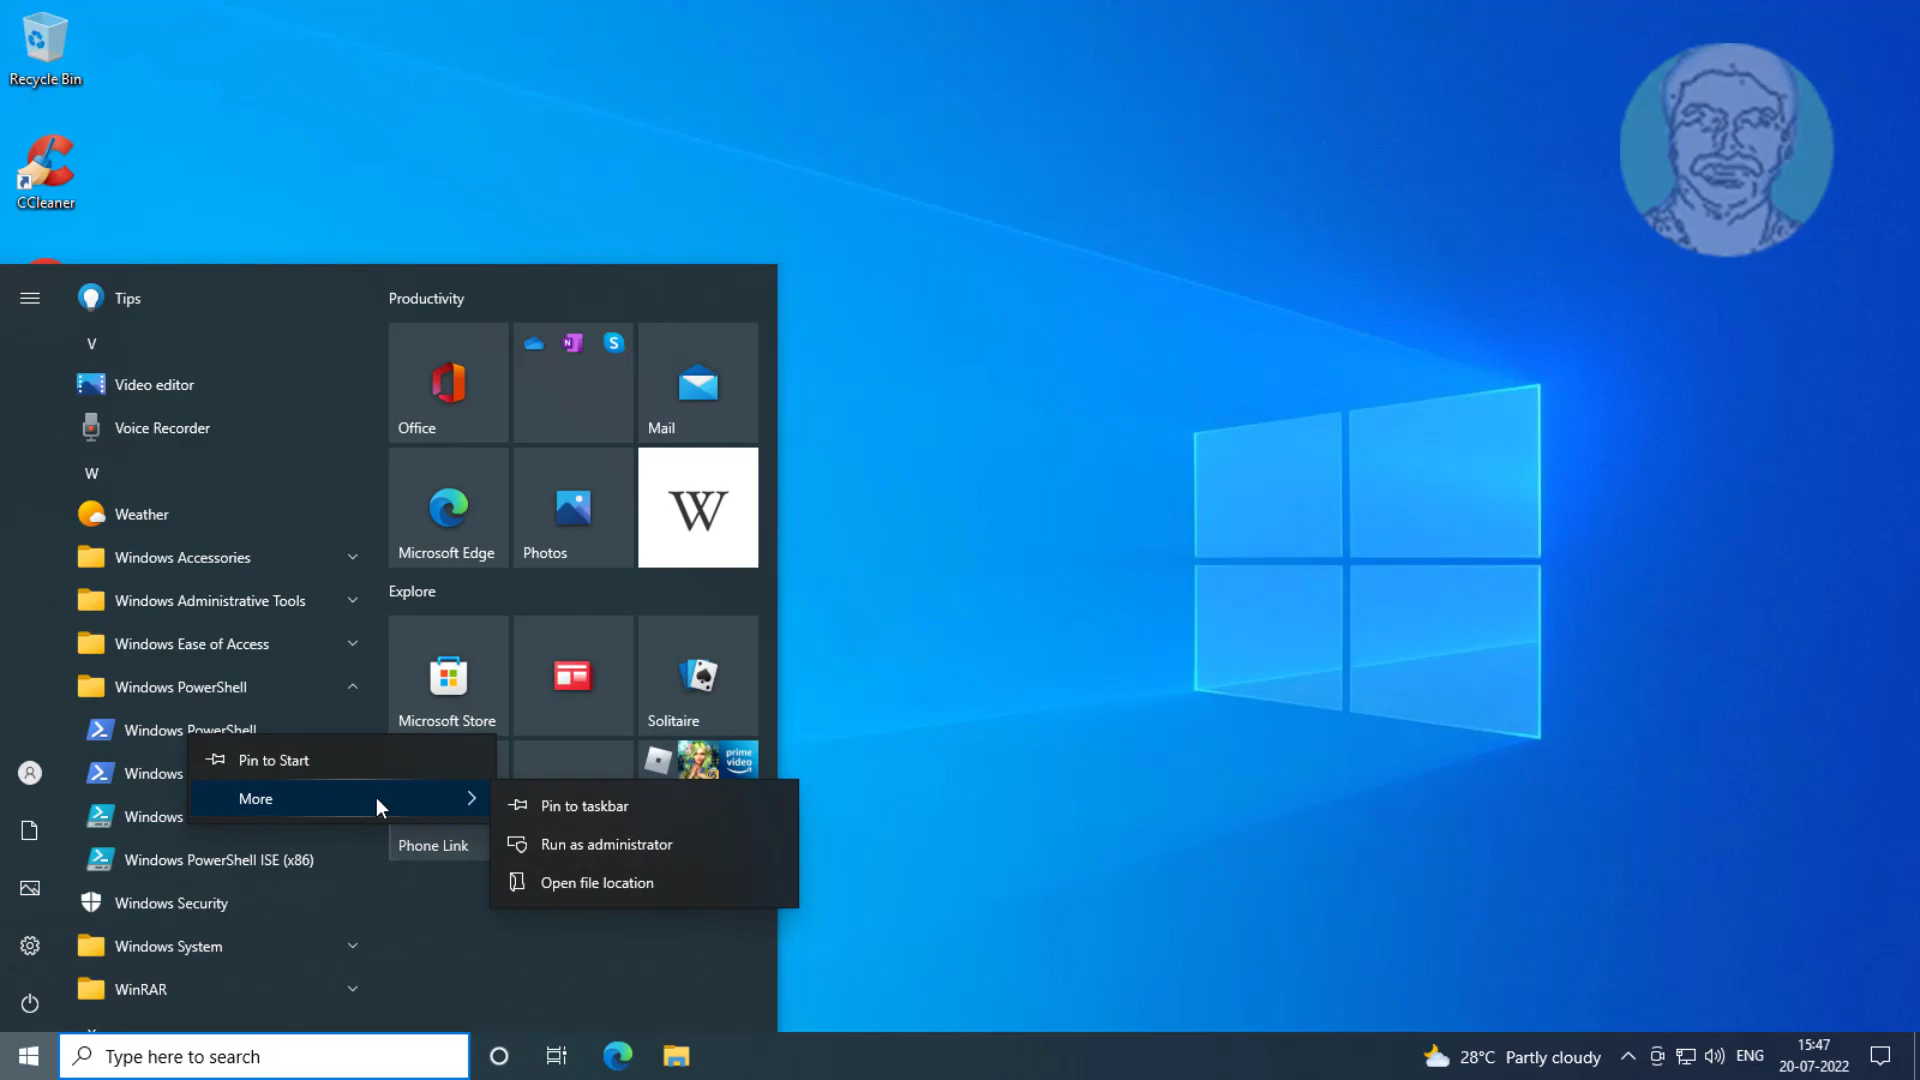 Recycle Bin
CCleaner
Tips
V
Video editor
Voice Recorder
W
Weather
Windows Accessories
Windows Administrative Tools
Windows Ease of Access
Windows PowerShell
Windows PowerShell
Windows
Windows
Windows PowerShell ISE (x86)
Windows Security
Windows System
WinRAR
Pin to Start
More
Pin to taskbar
Run as administrator
Open file location
Productivity
Office
N
S
Mail
Microsoft Edge
Photos
W
Explore
Microsoft Store
Solitaire
prime video
Phone Link
Type here to search
28°C Partly cloudy
ENG
15:47
20-07-2022